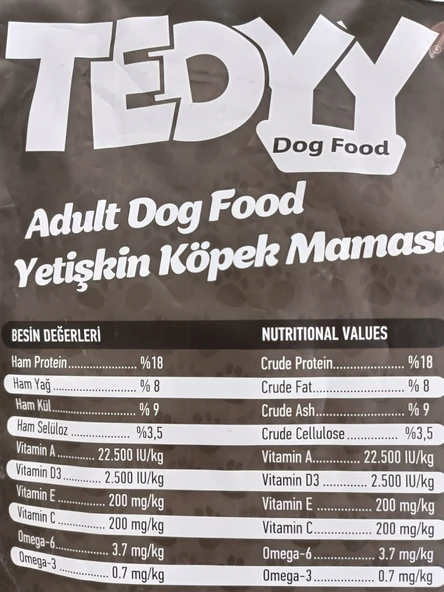 TEDYY
Dog Food
Adult Dog Food
Yetişkin Köpek Maması
BESİN DEĞERLERİ
Ham Protein.................. %18
Ham Yağ...................... % 8
Ham Kül...................... % 9
Ham Selüloz .............. %3,5
Vitamin A........... 22.500 IU/kg
Vitamin D3 .......... 2.500 IU/kg
Vitamin E ............. 200 mg/kg
Vitamin C ............. 200 mg/kg
Omega-6.............. 3.7 mg/kg
Omega-3 .............. 0.7 mg/kg
NUTRITIONAL VALUES
Crude Protein................... %18
Crude Fat....................... % 8
Crude Ash....................... % 9
Crude Cellulose ............. %3,5
Vitamin A........... 22.500 IU/kg
Vitamin D3 .......... 2.500 IU/kg
Vitamin E .............. 200 mg/kg
Vitamin C.............. 200 mg/kg
Omega-6................ 3.7 mg/kg
Omega-3................ 0.7 mg/kg